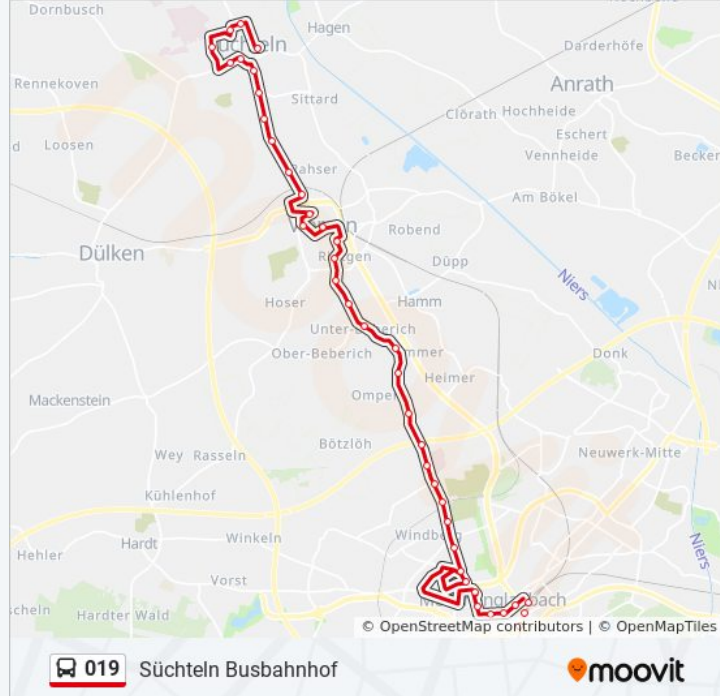 Dornbusch
Hagen
Süchteln
Darderhöfe
Rennekoven
Anrath
Sittard
Clörath Hochheide
Eschert
Loosen
Vennheide
Becker
Rahser
Am Bökel
Robend
Dülken
Düpp
Niers
Hoser
Hamm
Unter-Beberich
Ober-Beberich
Donk
Heimer
Mackenstein
Bötzlöh
Wey
Rasseln
Neuwerk-Mitte
Kühlenhof
Windberg
Winkeln
Hardt
Hehler
Niers
Vorst
scheln
Hardter Wald
© OpenStreetMap contributors | © OpenMapTiles
019 Süchteln Busbahnhof
moovit